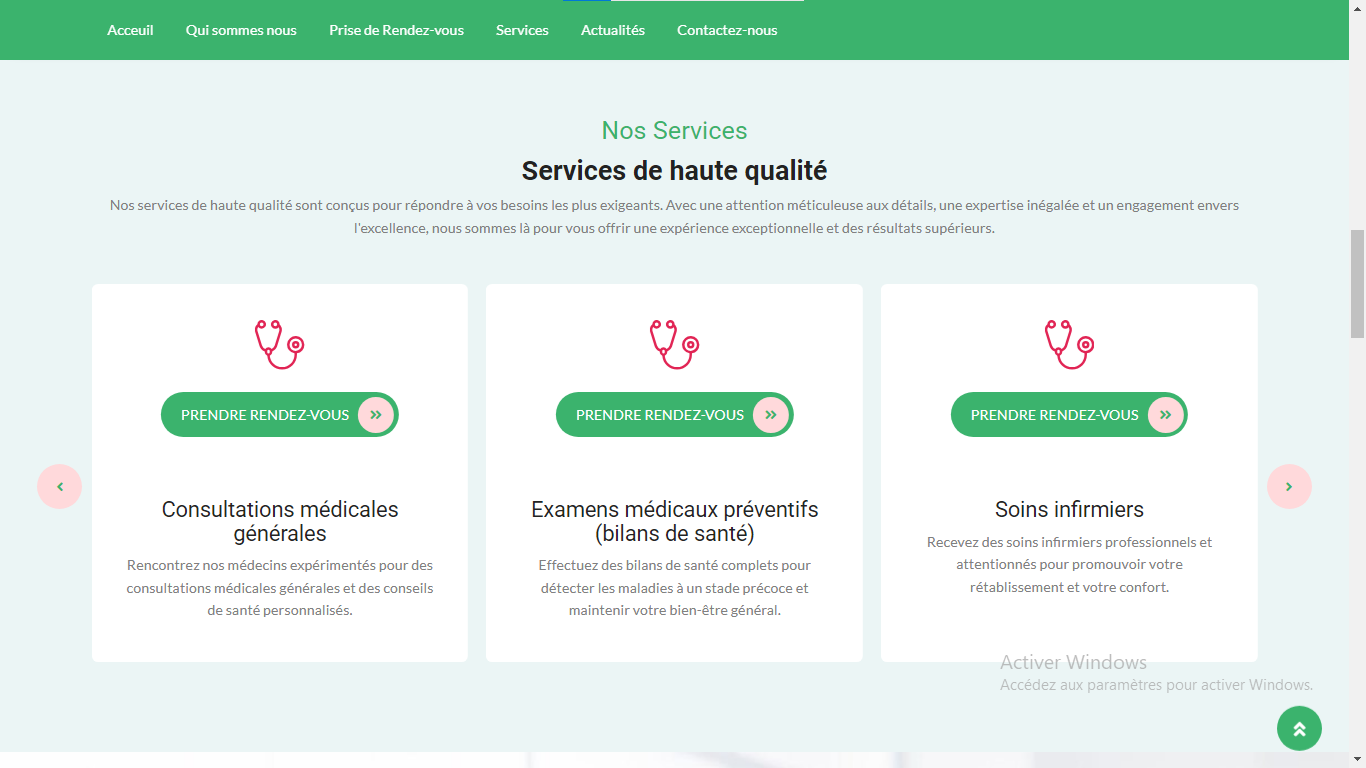 Acceuil Qui sommes nous Prise de Rendez-vous Services Actualités Contactez-nous
Nos Services
Services de haute qualité
Nos services de haute qualité sont conçus pour répondre à vos besoins les plus exigeants. Avec une attention méticuleuse aux détails, une expertise inégalée et un engagement envers
l'excellence, nous sommes là pour vous offrir une expérience exceptionnelle et des résultats supérieurs.
PRENDRE RENDEZ-VOUS
Consultations médicales
générales
Rencontrez nos médecins expérimentés pour des
consultations médicales générales et des conseils
de santé personnalisés.
PRENDRE RENDEZ-VOUS
Examens médicaux préventifs
(bilans de santé)
Effectuez des bilans de santé complets pour
détecter les maladies à un stade précoce et
maintenir votre bien-être général.
PRENDRE RENDEZ-VOUS
Soins infirmiers
Recevez des soins infirmiers professionnels et
attentionnés pour promouvoir votre
rétablissement et votre confort.
Activer Windows
Accédez aux paramètres pour activer Windows.